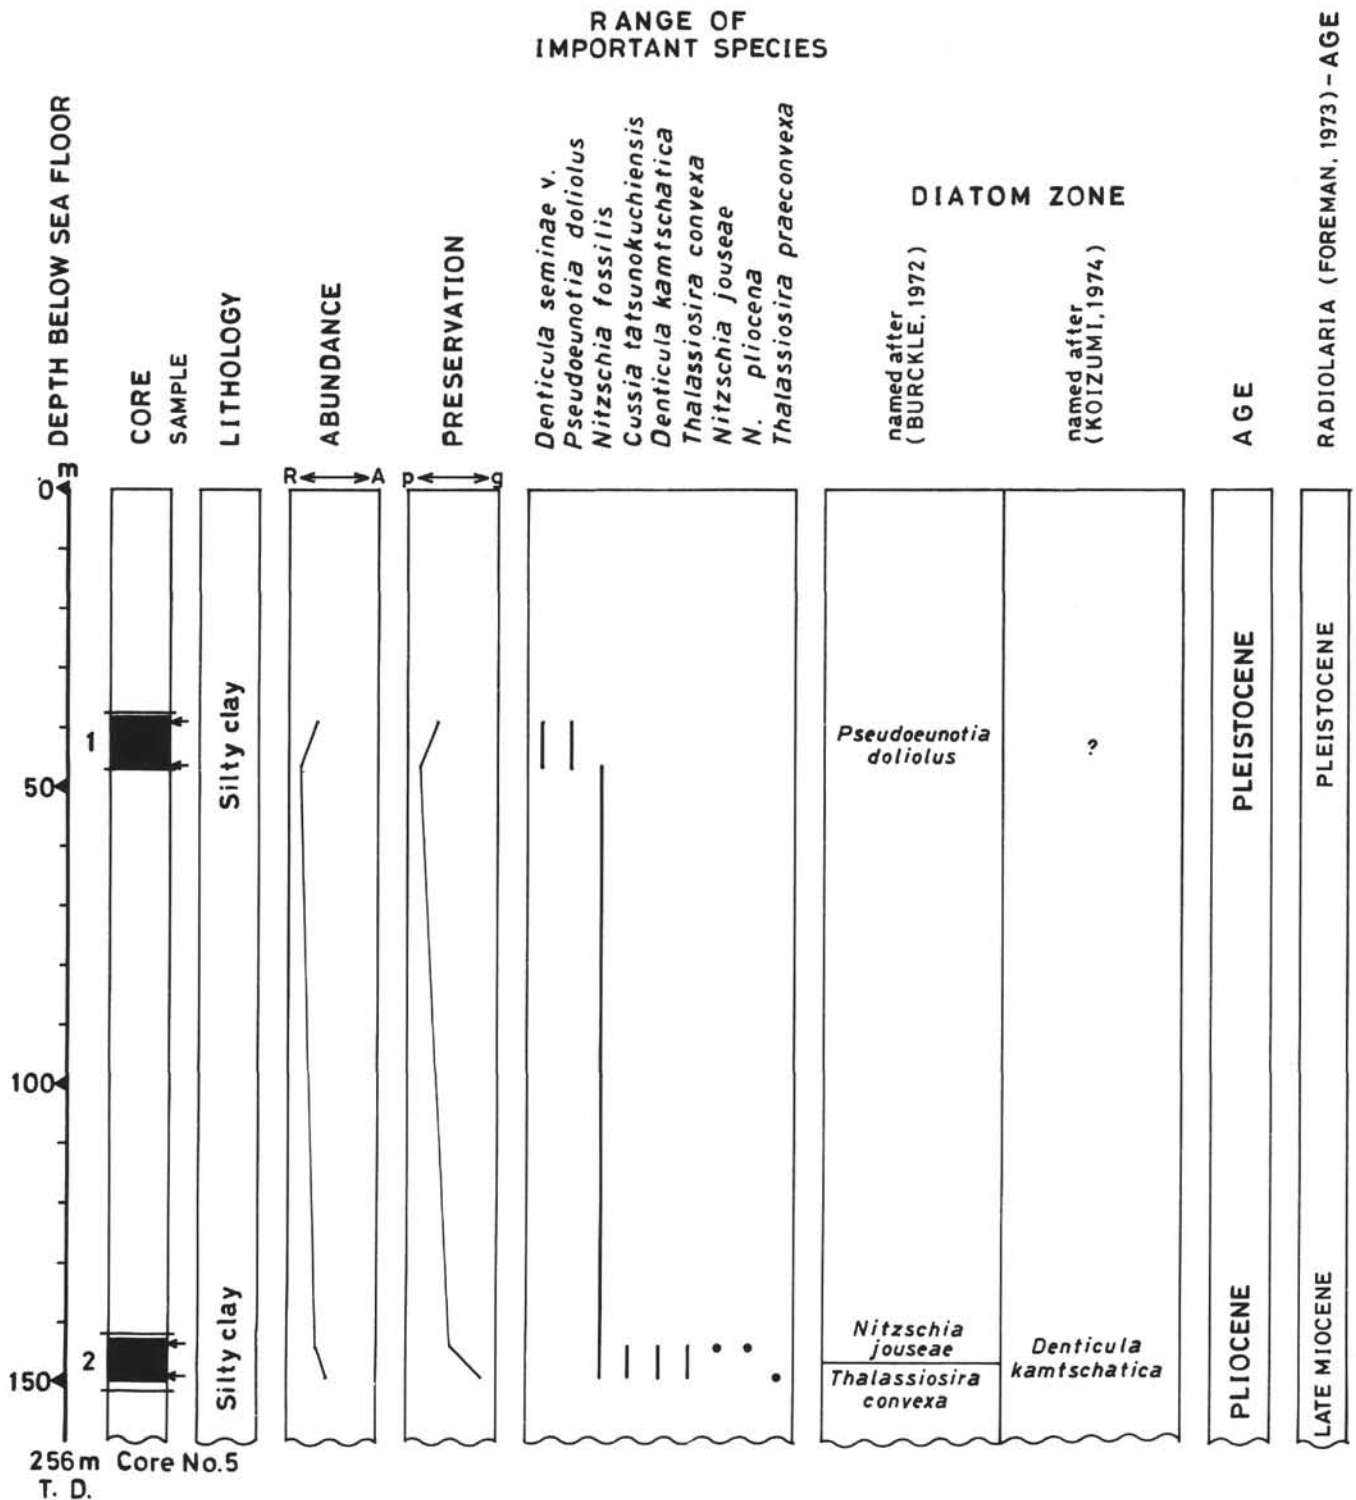 RANGE OF
IMPORTANT SPECIES
DEPTH BELOW SEA FLOOR
CORE
SAMPLE
LITHOLOGY
ABUNDANCE
PRESERVATION
Denticula seminae v.
Pseudoeunotia doliolus
Nitzschia fossilis
Cussia tatsunokuchiensis
Denticula kamtschatica
Thalassiosira convexa
Nitzschia jouseae
N. pliocena
Thalassiosira praeconvexa
DIATOM ZONE
named after
(BURCKLE, 1972)
named after
(KOIZUMI, 1974)
AGE
RADIOLARIA (FOREMAN, 1973) - AGE
m
R A
p g
0
50
100
150
1
2
Silty clay
Silty clay
Pseudoeunotia
doliolus
?
PLEISTOCENE
PLEISTOCENE
Nitzschia
jouseae
Thalassiosira
convexa
Denticula
kamtschatica
PLIOCENE
LATE MIOCENE
256m Core No.5
T. D.